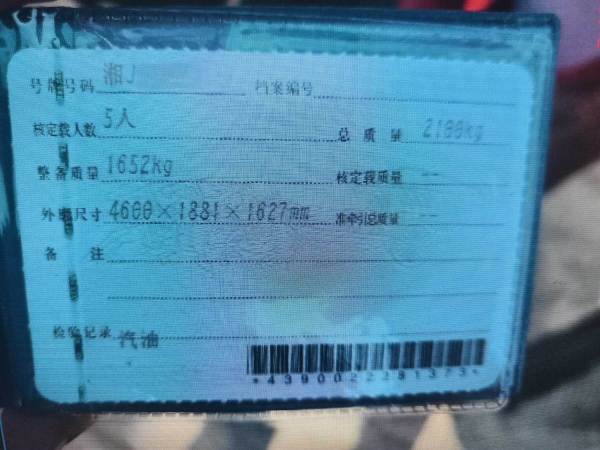 号牌号码 湘J 档案编号
核定载人数 5人 总质量 2100kg
整备质量 1652kg 核定载质量 --
外廓尺寸 4600×1881×1627mm 准牵引总质量 --
备注
检验记录 汽油